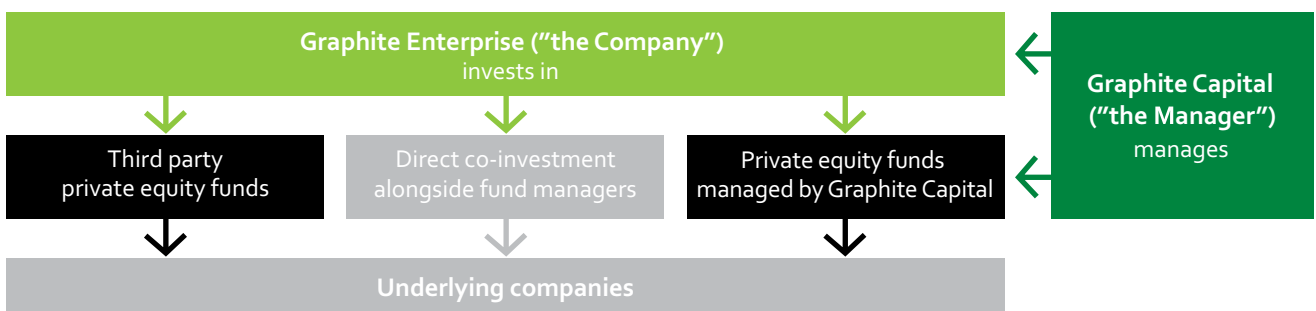 Graphite Enterprise (”the Company”)
invests in
Graphite Capital
(”the Manager”)
manages
Third party
private equity funds
Direct co-investment
alongside fund managers
Private equity funds
managed by Graphite Capital
Underlying companies